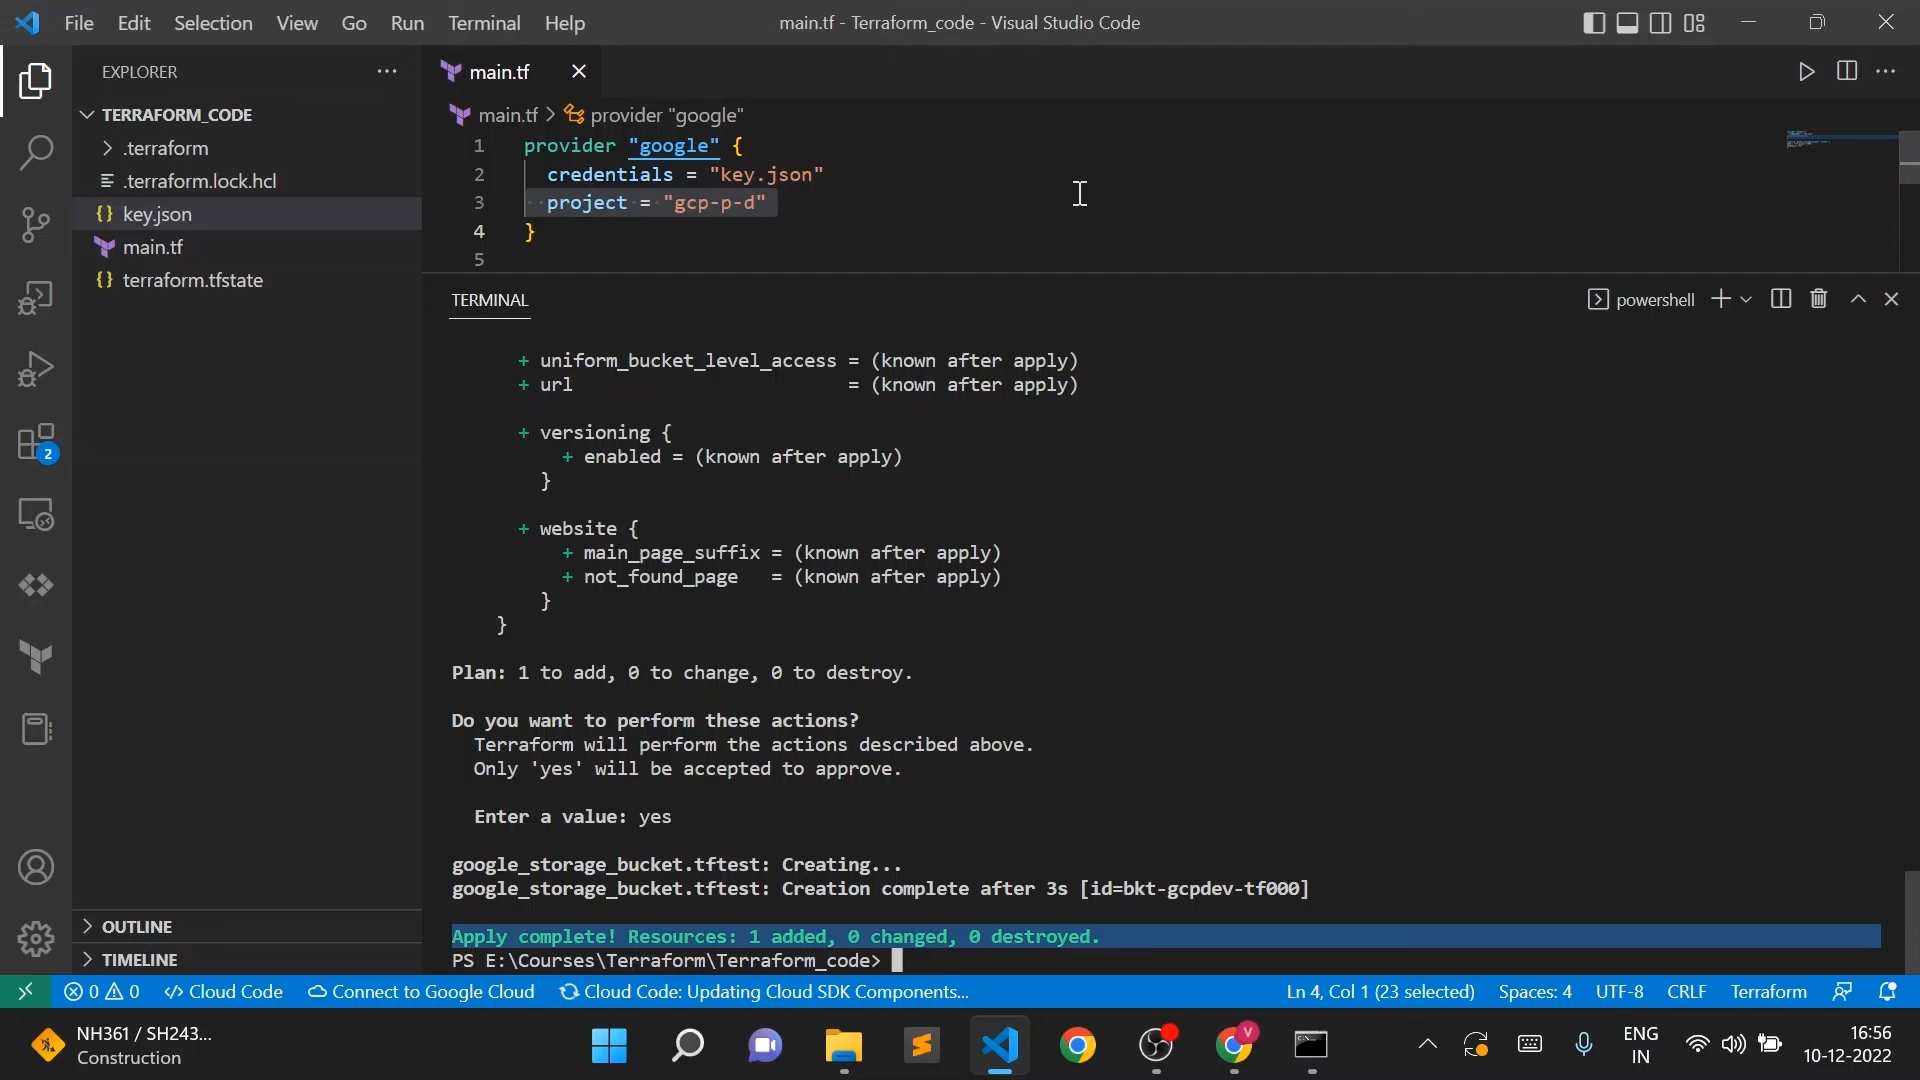 File Edit Selection View Go Run Terminal Help
main.tf - Terraform_code - Visual Studio Code
EXPLORER
TERRAFORM_CODE
.terraform
.terraform.lock.hcl
{} key.json
main.tf
{} terraform.tfstate
OUTLINE
TIMELINE
2
main.tf
main.tf > provider "google"
1 provider "google" {
2 credentials = "key.json"
3 project = "gcp-p-d"
4 }
5
TERMINAL
powershell
+ uniform_bucket_level_access = (known after apply)
+ url = (known after apply)
+ versioning {
+ enabled = (known after apply)
}
+ website {
+ main_page_suffix = (known after apply)
+ not_found_page = (known after apply)
}
}
Plan: 1 to add, 0 to change, 0 to destroy.
Do you want to perform these actions?
Terraform will perform the actions described above.
Only 'yes' will be accepted to approve.
Enter a value: yes
google_storage_bucket.tftest: Creating...
google_storage_bucket.tftest: Creation complete after 3s [id=bkt-gcpdev-tf000]
Apply complete! Resources: 1 added, 0 changed, 0 destroyed.
PS E:\Courses\Terraform\Terraform_code>
0 0 </> Cloud Code Connect to Google Cloud Cloud Code: Updating Cloud SDK Components... Ln 4, Col 1 (23 selected) Spaces: 4 UTF-8 CRLF Terraform
NH361 / SH243...
Construction
V
ENG
IN
16:56
10-12-2022